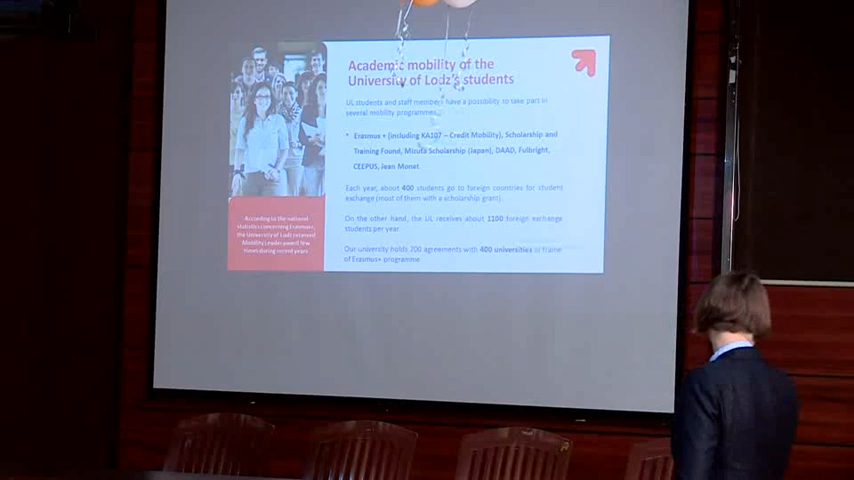 Academic mobility of the
University of Lodz's students
UL students and staff members have a possibility to take part in
several mobility programmes.
• Erasmus + (including KA107 – Credit Mobility), Scholarship and
Training Found, Mizuta Scholarship (Japan), DAAD, Fulbright,
CEEPUS, Jean Monet
Each year, about 400 students go to foreign countries for student
exchange (most of them with a scholarship grant).
On the other hand, the UL receives about 1100 foreign exchange
students per year.
Our university holds 700 agreements with 400 universities in frame
of Erasmus+ programme
According to the national
statistics concerning Erasmus+,
the University of Lodz received
Mobility Leader award few
times during recent years